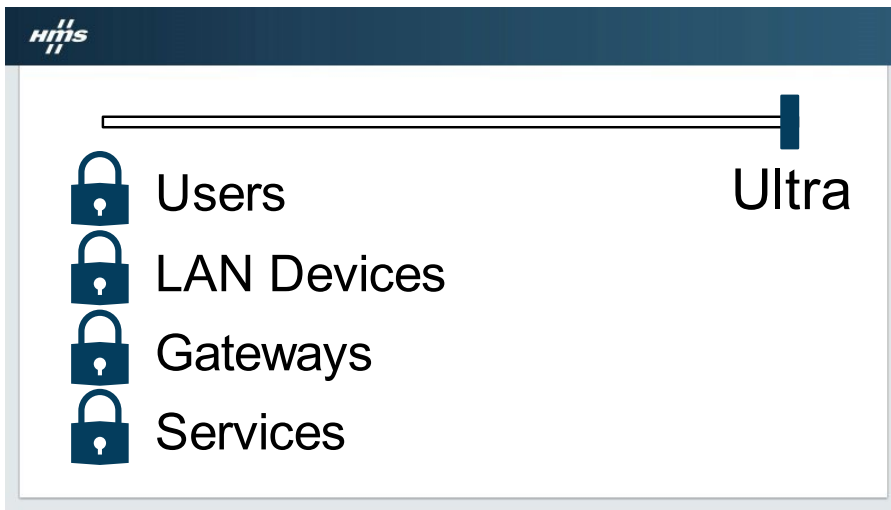 HMS
Users
Ultra
LAN Devices
Gateways
Services